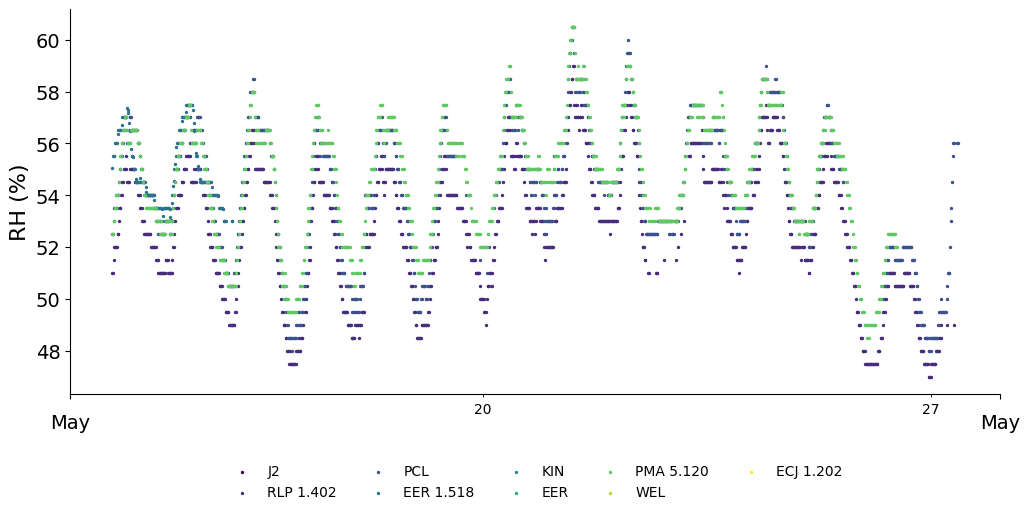 60
58
56
54
52
50
48
RH (%)
20
27
May
May
J2
PCL
KIN
PMA 5.120
ECJ 1.202
RLP 1.402
EER 1.518
EER
WEL